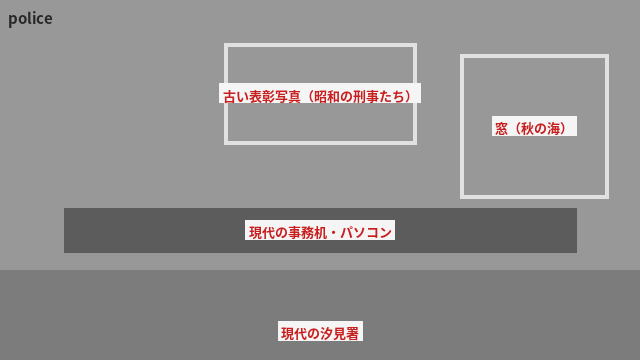 police
古い表彰写真（昭和の刑事たち）
窓（秋の海）
現代の事務机・パソコン
現代の汐見署